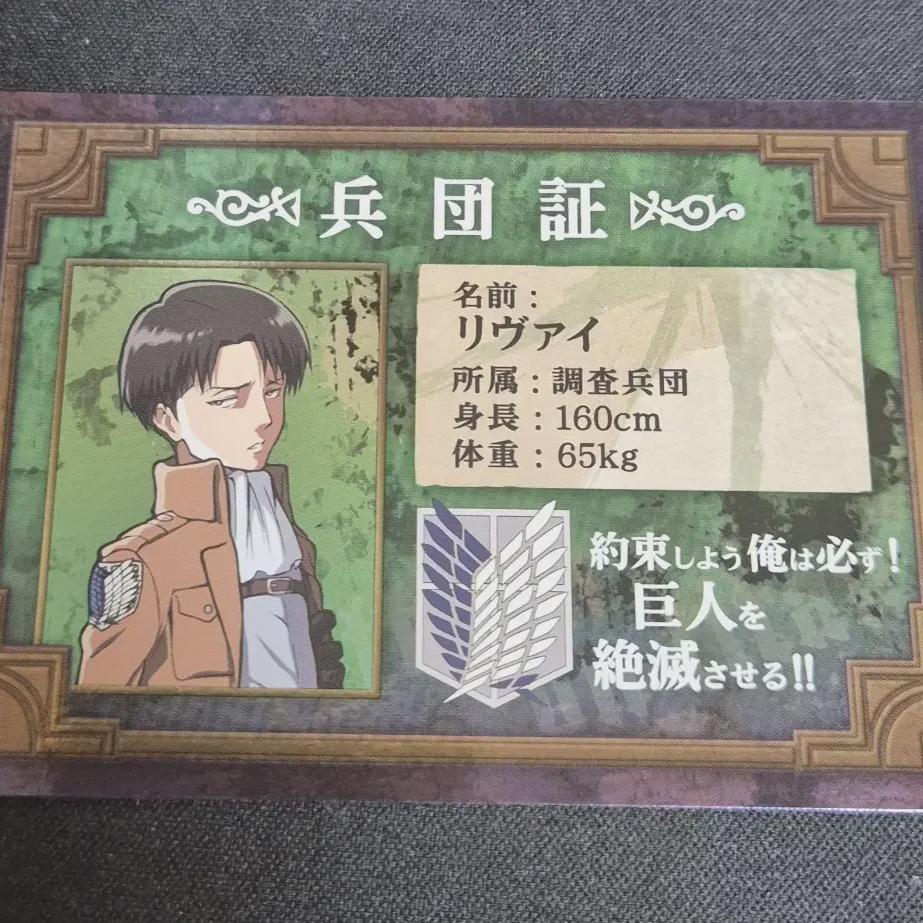 兵団証
名前：
リヴァイ
所属：調査兵団
身長：160cm
体重：65kg
約束しよう俺は必ず！
巨人を
絶滅させる!!